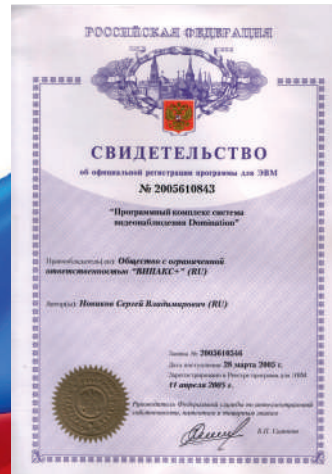 РОССИЙСКАЯ ФЕДЕРАЦИЯ
СВИДЕТЕЛЬСТВО
об официальной регистрации программы для ЭВМ
№ 2005610843
"Программный комплекс система
видеонаблюдения Domination"
Правообладатель(ли): Общество с ограниченной
ответственностью "ВИПАКС+" (RU)
Автор(ы): Новиков Сергей Владимирович (RU)
Заявка № 2005610346
Дата поступления 28 марта 2005 г.
Зарегистрировано в Реестре программ для ЭВМ
11 апреля 2005 г.
Руководитель Федеральной службы по интеллектуальной
собственности, патентам и товарным знакам
Б.П. Симонов